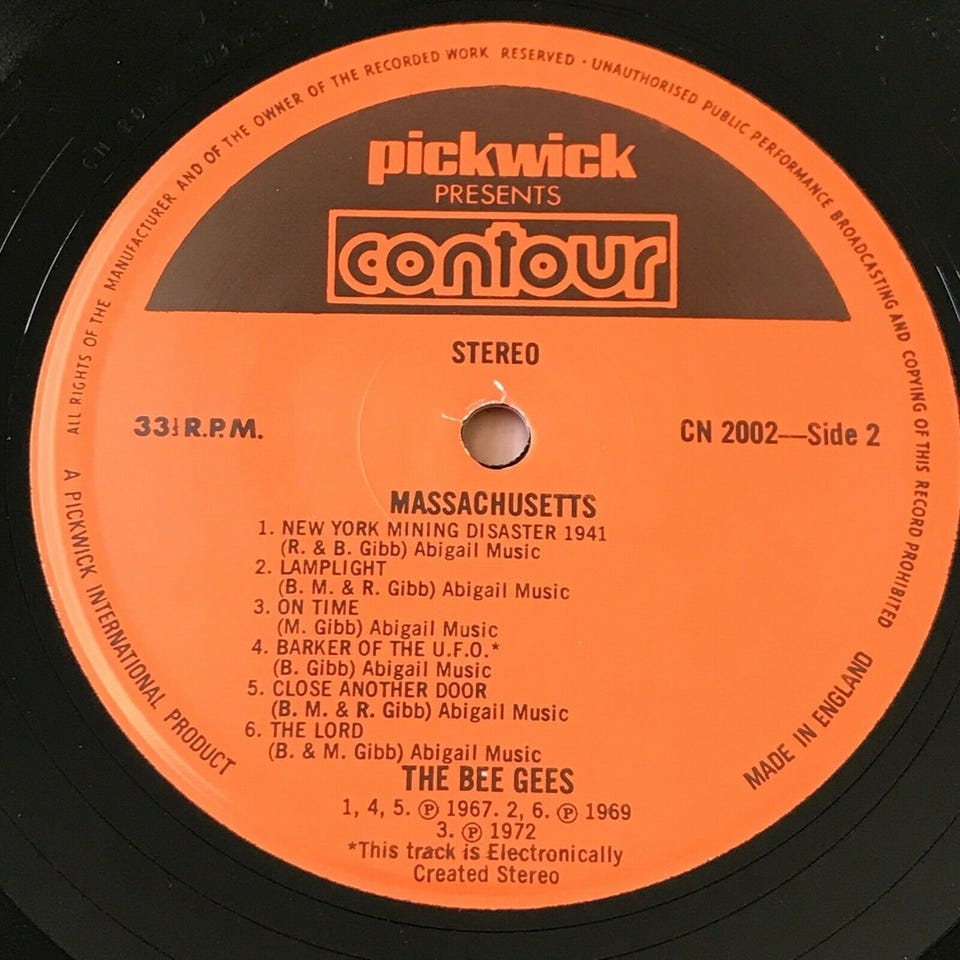 ALL RIGHTS OF THE MANUFACTURER AND OF THE OWNER OF THE RECORDED WORK RESERVED · UNAUTHORISED PUBLIC PERFORMANCE BROADCASTING AND COPYING OF THIS RECORD PROHIBITED
pickwick
PRESENTS
contour
STEREO
33⅓ R.P.M.
CN 2002—Side 2
MASSACHUSETTS
1. NEW YORK MINING DISASTER 1941
(R. & B. Gibb) Abigail Music
2. LAMPLIGHT
(B. M. & R. Gibb) Abigail Music
3. ON TIME
(M. Gibb) Abigail Music
4. BARKER OF THE U.F.O.*
(B. Gibb) Abigail Music
5. CLOSE ANOTHER DOOR
(B. M. & R. Gibb) Abigail Music
6. THE LORD
(B. & M. Gibb) Abigail Music
THE BEE GEES
1, 4, 5. ℗ 1967. 2, 6. ℗ 1969
3. ℗ 1972
*This track is Electronically
Created Stereo
A PICKWICK INTERNATIONAL PRODUCT
MADE IN ENGLAND